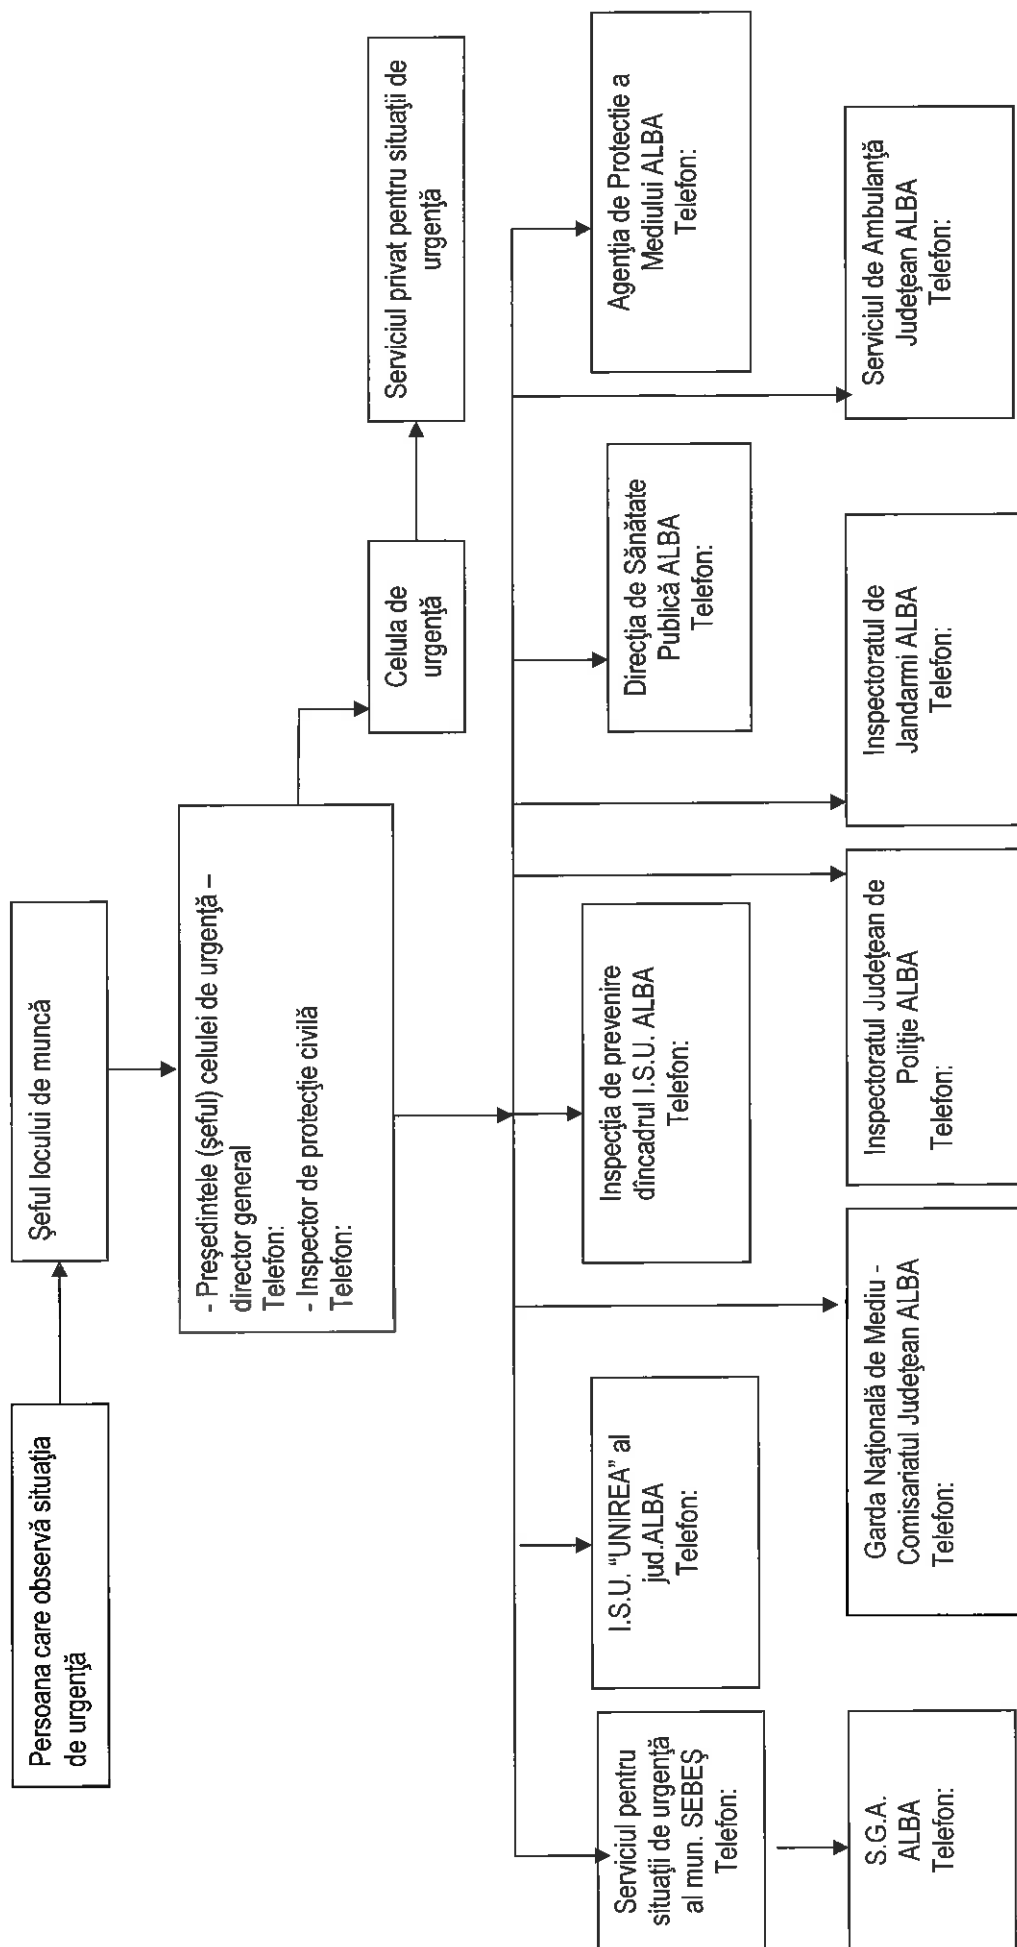 Persoana care observă situaţia
de urgenţă
Şeful locului de muncă
- Preşedintele (şeful) celulei de urgenţă –
director general
Telefon:
- Inspector de protecţie civilă
Telefon:
Celula de
urgenţă
Serviciul privat pentru situaţii de
urgenţă
Serviciul pentru
situaţii de urgenţă
al mun. SEBEŞ
Telefon:
I.S.U. “UNIREA” al
jud.ALBA
Telefon:
Inspecţia de prevenire
dîncadrul I.S.U. ALBA
Telefon:
Direcţia de Sănătate
Publică ALBA
Telefon:
Agenţia de Protectie a
Mediului ALBA
Telefon:
S.G.A.
ALBA
Telefon:
Garda Naţională de Mediu -
Comisariatul Judeţean ALBA
Telefon:
Inspectoratul Judeţean de
Poliţie ALBA
Telefon:
Inspectoratul de
Jandarmi ALBA
Telefon:
Serviciul de Ambulanţă
Judeţean ALBA
Telefon: